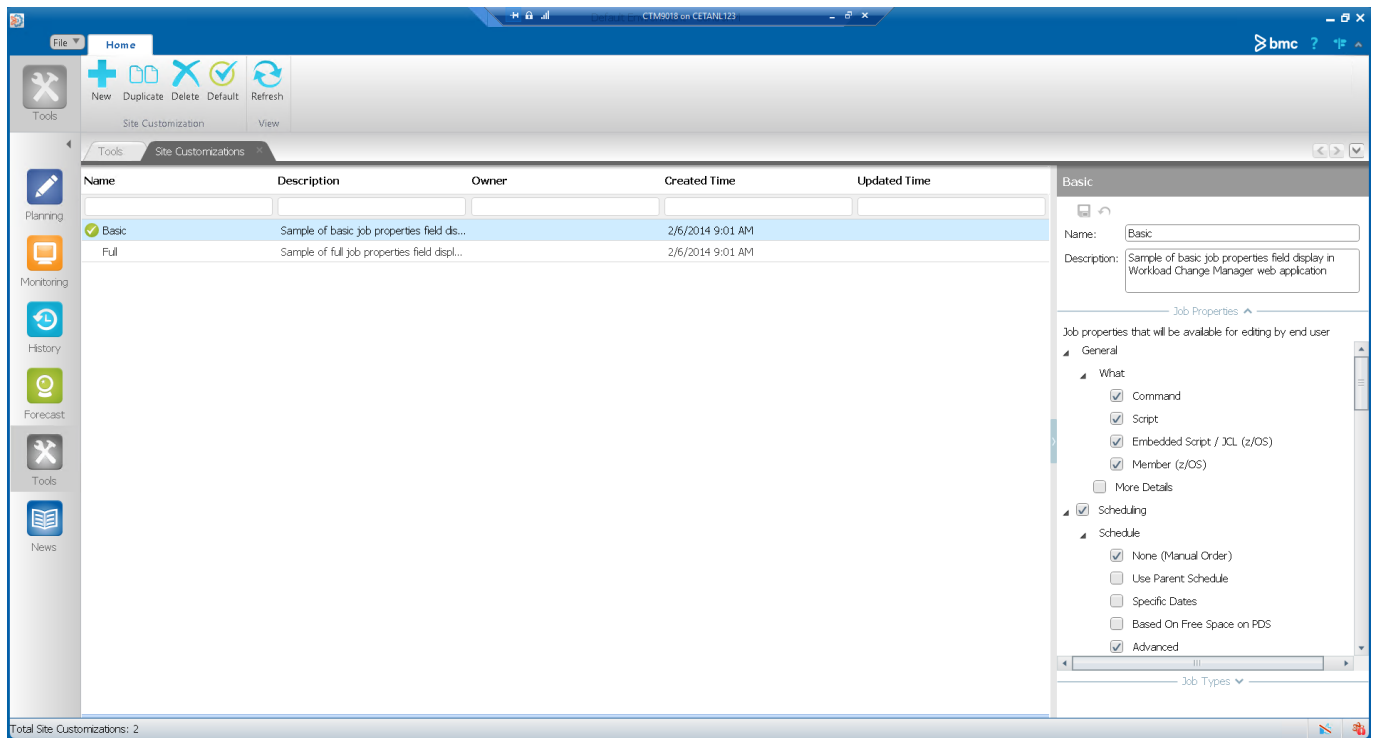 CTM9018 on CETANL123
File
Home
bmc
?
Tools
New
Duplicate
Delete
Default
Refresh
Site Customization
View
Tools
Site Customizations
Planning
Monitoring
History
Forecast
Tools
News
Name
Description
Owner
Created Time
Updated Time
Basic
Sample of basic job properties field dis...
2/6/2014 9:01 AM
Full
Sample of full job properties field displ...
2/6/2014 9:01 AM
Basic
Name:
Basic
Description:
Sample of basic job properties field display in
Workload Change Manager web application
Job Properties
Job properties that will be available for editing by end user
General
What
Command
Script
Embedded Script / JCL (z/OS)
Member (z/OS)
More Details
Scheduling
Schedule
None (Manual Order)
Use Parent Schedule
Specific Dates
Based On Free Space on PDS
Advanced
Job Types
Total Site Customizations: 2